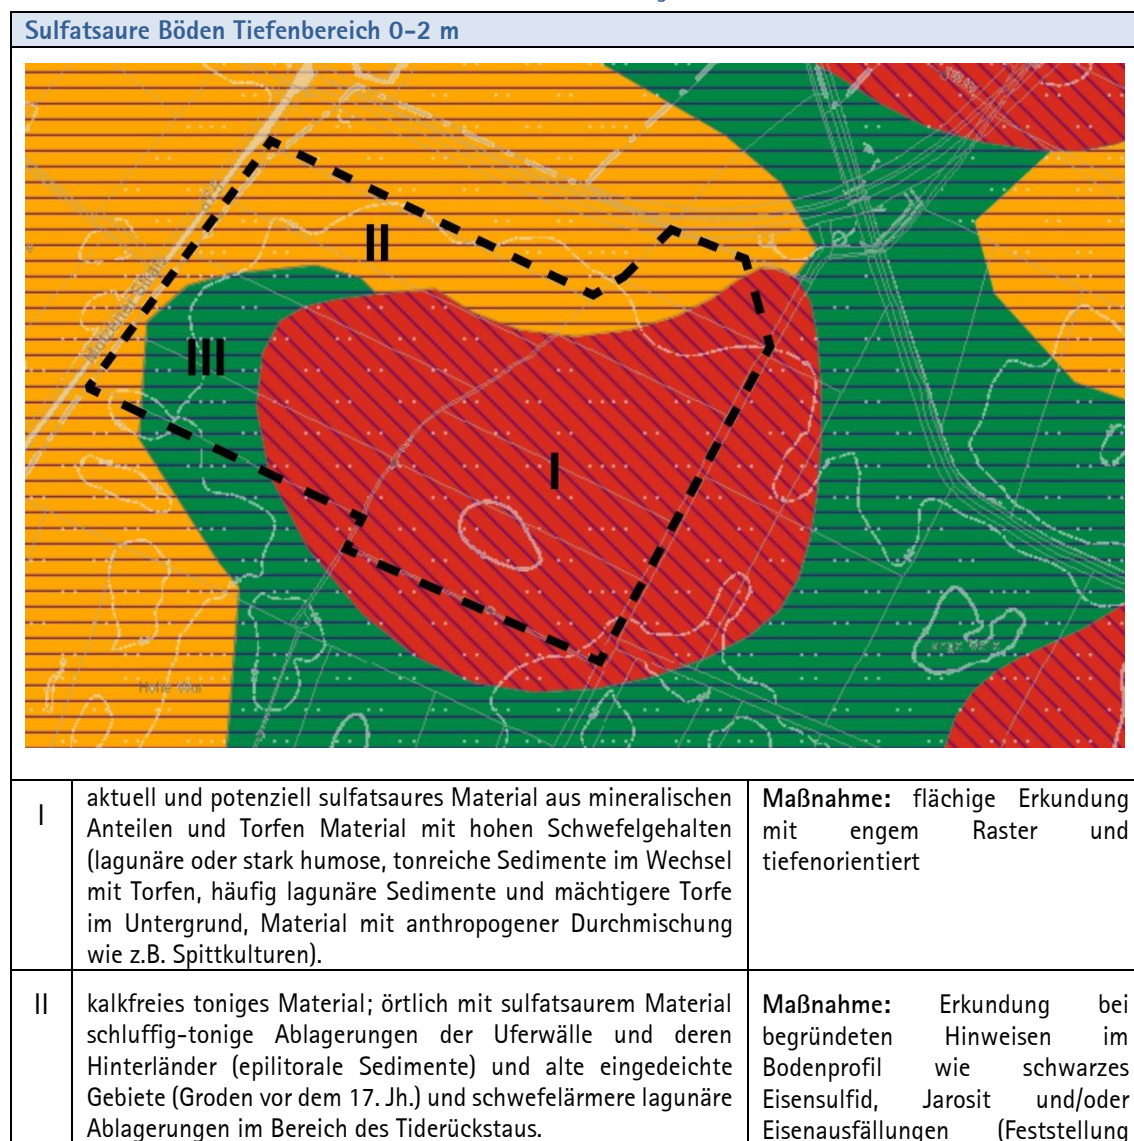 Sulfatsaure Böden Tiefenbereich 0-2 m
II
III
I
I
aktuell und potenziell sulfatsaures Material aus mineralischen
Anteilen und Torfen Material mit hohen Schwefelgehalten
(lagunäre oder stark humose, tonreiche Sedimente im Wechsel
mit Torfen, häufig lagunäre Sedimente und mächtigere Torfe
im Untergrund, Material mit anthropogener Durchmischung
wie z.B. Spittkulturen).
Maßnahme: flächige Erkundung
mit engem Raster und
tiefenorientiert
II
kalkfreies toniges Material; örtlich mit sulfatsaurem Material
schluffig-tonige Ablagerungen der Uferwälle und deren
Hinterländer (epilitorale Sedimente) und alte eingedeichte
Gebiete (Groden vor dem 17. Jh.) und schwefelärmere lagunäre
Ablagerungen im Bereich des Tiderückstaus.
Maßnahme: Erkundung bei
begründeten Hinweisen im
Bodenprofil wie schwarzes
Eisensulfid, Jarosit und/oder
Eisenausfällungen (Feststellung